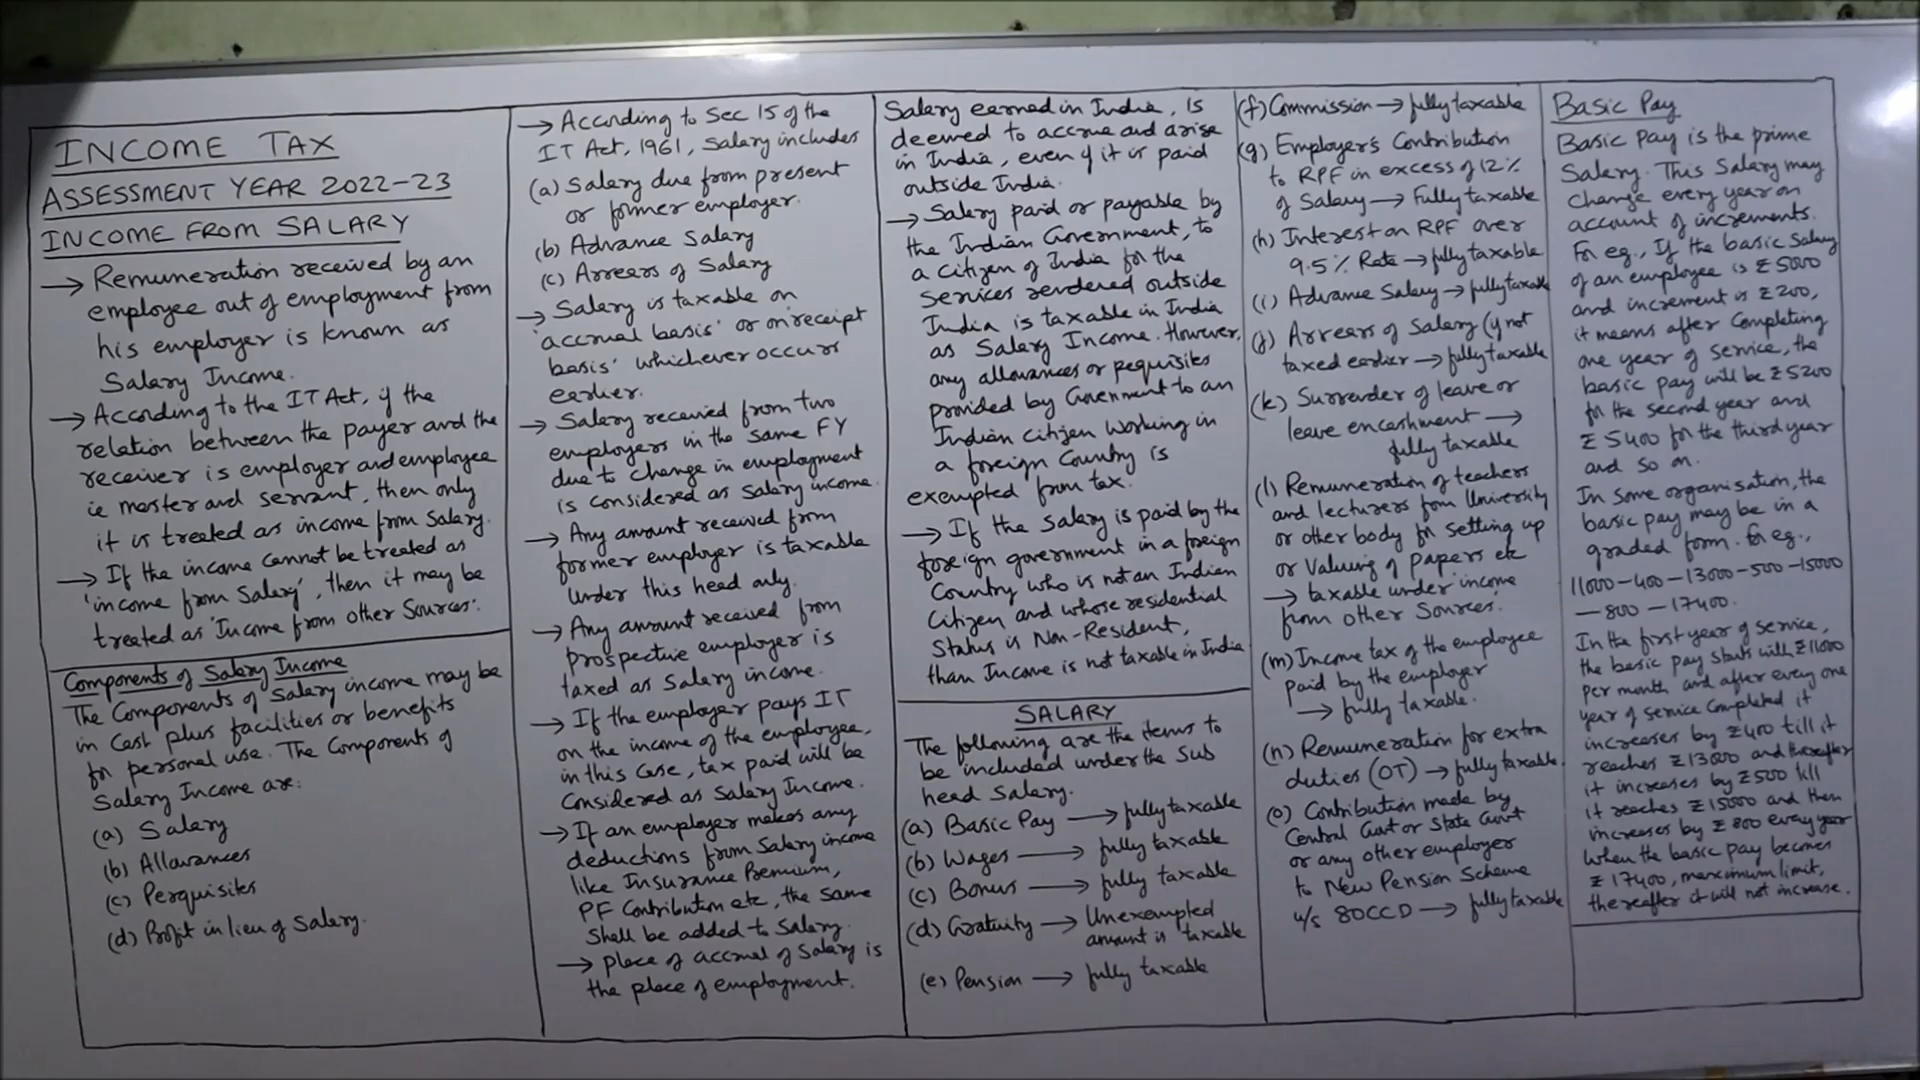 INCOME TAX
ASSESSMENT YEAR 2022-23
INCOME FROM SALARY
→ Remuneration received by an
employee out of employment from
his employer is known as
Salary Income.
→ According to the IT Act, if the
relation between the payer and the
receiver is employer and employee
ie master and servant, then only
it is treated as income from Salary.
→ If the income cannot be treated as
'income from Salary', then it may be
treated as 'Income from other Sources'.
Components of Salary Income
The Components of Salary income may be
in Cash plus facilities or benefits
for personal use. The Components of
Salary Income are:
(a) Salary
(b) Allowances
(c) Perquisites
(d) Profit in lieu of Salary.
→ According to Sec 15 of the
IT Act, 1961, Salary includes
(a) Salary due from present
or former employer.
(b) Advance Salary
(c) Arrears of Salary
→ Salary is taxable on
'accrual basis' or on 'receipt
basis' whichever occurs
earlier.
→ Salary received from two
employers in the same FY
due to change in employment
is considered as Salary income.
→ Any amount received from
former employer is taxable
under this head only.
→ Any amount received from
prospective employer is
taxed as Salary income.
→ If the employer pays IT
on the income of the employee,
in this Case, tax paid will be
Considered as Salary Income.
→ If an employer makes any
deductions from Salary income
like Insurance Premium,
PF Contribution etc, the same
Shall be added to Salary.
→ place of accrual of Salary is
the place of employment.
Salary earned in India, is
deemed to accrue and arise
in India, even if it is paid
outside India.
→ Salary paid or payable by
the Indian Government, to
a Citizen of India for the
Services rendered outside
India is taxable in India
as Salary Income. However,
any allowances or pequisites
provided by Government to an
Indian citizen working in
a foreign Country is
exempted from tax.
→ If the Salary is paid by the
foreign government in a foreign
Country who is not an Indian
Citizen and whose residential
Status is Non-Resident,
than Income is not taxable in India
SALARY
The following are the items to
be included under the Sub
head Salary.
(a) Basic Pay → fully taxable
(b) Wages → fully taxable
(c) Bonus → fully taxable
(d) Gratuity → Unexempted
amount is taxable
(e) Pension → fully taxable
(f) Commission → fully taxable
(g) Employer's Contribution
to RPF in excess of 12%
of Salary → Fully taxable
(h) Interest on RPF over
9.5% Rate → fully taxable
(i) Advance Salary → fully taxable
(j) Arrears of Salary (if not
taxed earlier → fully taxable
(k) Surrender of leave or
leave encashment →
fully taxable
(l) Remuneration of teachers
and lecturers from University
or other body for setting up
or Valuing of Papers etc
→ taxable under 'income
from other Sources'.
(m) Income tax of the employee
paid by the employer
→ fully taxable.
(n) Remuneration for extra
duties (OT) → fully taxable.
(o) Contribution made by
Central Govt or State Govt
or any other employer
to New Pension Scheme
u/s 80CCD → fully taxable
Basic Pay
Basic Pay is the prime
Salary. This Salary may
Change every year on
account of increments.
For eg., If the basic Salary
of an employee is ₹5000
and increment is ₹200,
it means after Completing
one year of Service, the
basic pay will be ₹5200
for the second year and
₹5400 for the third year
and so on.
In some organisation, the
basic pay may be in a
graded form. For eg.,
11000-400-13000-500-15000
-800-17400.
In the first year of service,
the basic pay starts with ₹11000
per month and after every one
year of Service Completed it
increases by ₹400 till it
reaches ₹13000 and thereafter
it increases by ₹500 till
it reaches ₹15000 and then
increases by ₹800 every year
When the basic pay becomes
₹17400, maximum limit,
thereafter it will not increase.